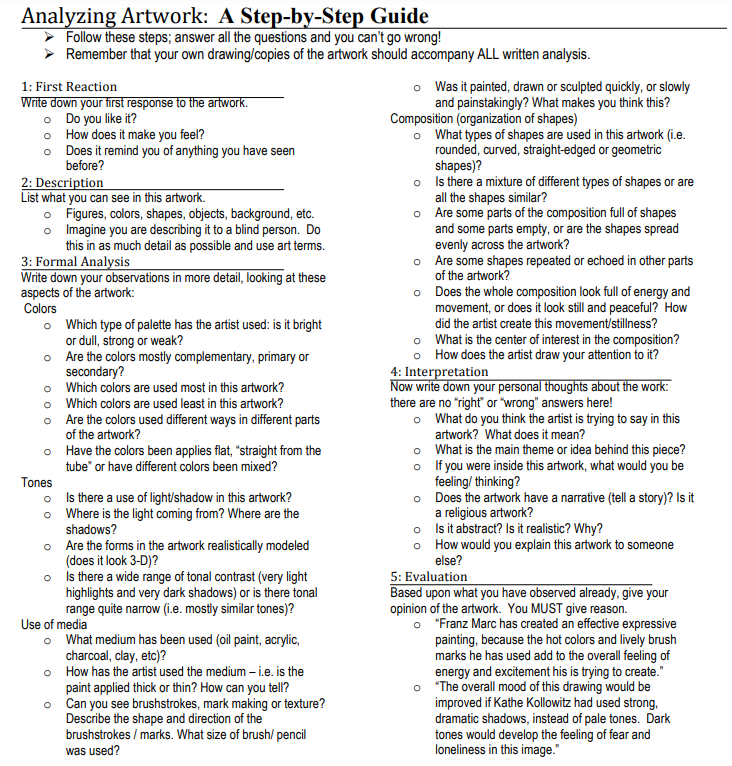 Analyzing Artwork: A Step-by-Step Guide
➢ Follow these steps; answer all the questions and you can't go wrong!
➢ Remember that your own drawing/copies of the artwork should accompany ALL written analysis.
1: First Reaction
Write down your first response to the artwork.
o Do you like it?
o How does it make you feel?
o Does it remind you of anything you have seen
before?
2: Description
List what you can see in this artwork.
o Figures, colors, shapes, objects, background, etc.
o Imagine you are describing it to a blind person. Do
this in as much detail as possible and use art terms.
3: Formal Analysis
Write down your observations in more detail, looking at these
aspects of the artwork:
Colors
o Which type of palette has the artist used: is it bright
or dull, strong or weak?
o Are the colors mostly complementary, primary or
secondary?
o Which colors are used most in this artwork?
o Which colors are used least in this artwork?
o Are the colors used different ways in different parts
of the artwork?
o Have the colors been applies flat, "straight from the
tube" or have different colors been mixed?
Tones
o Is there a use of light/shadow in this artwork?
o Where is the light coming from? Where are the
shadows?
o Are the forms in the artwork realistically modeled
(does it look 3-D)?
o Is there a wide range of tonal contrast (very light
highlights and very dark shadows) or is there tonal
range quite narrow (i.e. mostly similar tones)?
Use of media
o What medium has been used (oil paint, acrylic,
charcoal, clay, etc)?
o How has the artist used the medium – i.e. is the
paint applied thick or thin? How can you tell?
o Can you see brushstrokes, mark making or texture?
Describe the shape and direction of the
brushstrokes / marks. What size of brush/ pencil
was used?
o Was it painted, drawn or sculpted quickly, or slowly
and painstakingly? What makes you think this?
Composition (organization of shapes)
o What types of shapes are used in this artwork (i.e.
rounded, curved, straight-edged or geometric
shapes)?
o Is there a mixture of different types of shapes or are
all the shapes similar?
o Are some parts of the composition full of shapes
and some parts empty, or are the shapes spread
evenly across the artwork?
o Are some shapes repeated or echoed in other parts
of the artwork?
o Does the whole composition look full of energy and
movement, or does it look still and peaceful? How
did the artist create this movement/stillness?
o What is the center of interest in the composition?
o How does the artist draw your attention to it?
4: Interpretation
Now write down your personal thoughts about the work:
there are no "right" or "wrong" answers here!
o What do you think the artist is trying to say in this
artwork? What does it mean?
o What is the main theme or idea behind this piece?
o If you were inside this artwork, what would you be
feeling/ thinking?
o Does the artwork have a narrative (tell a story)? Is it
a religious artwork?
o Is it abstract? Is it realistic? Why?
o How would you explain this artwork to someone
else?
5: Evaluation
Based upon what you have observed already, give your
opinion of the artwork. You MUST give reason.
o "Franz Marc has created an effective expressive
painting, because the hot colors and lively brush
marks he has used add to the overall feeling of
energy and excitement his is trying to create."
o "The overall mood of this drawing would be
improved if Kathe Kollowitz had used strong,
dramatic shadows, instead of pale tones. Dark
tones would develop the feeling of fear and
loneliness in this image."